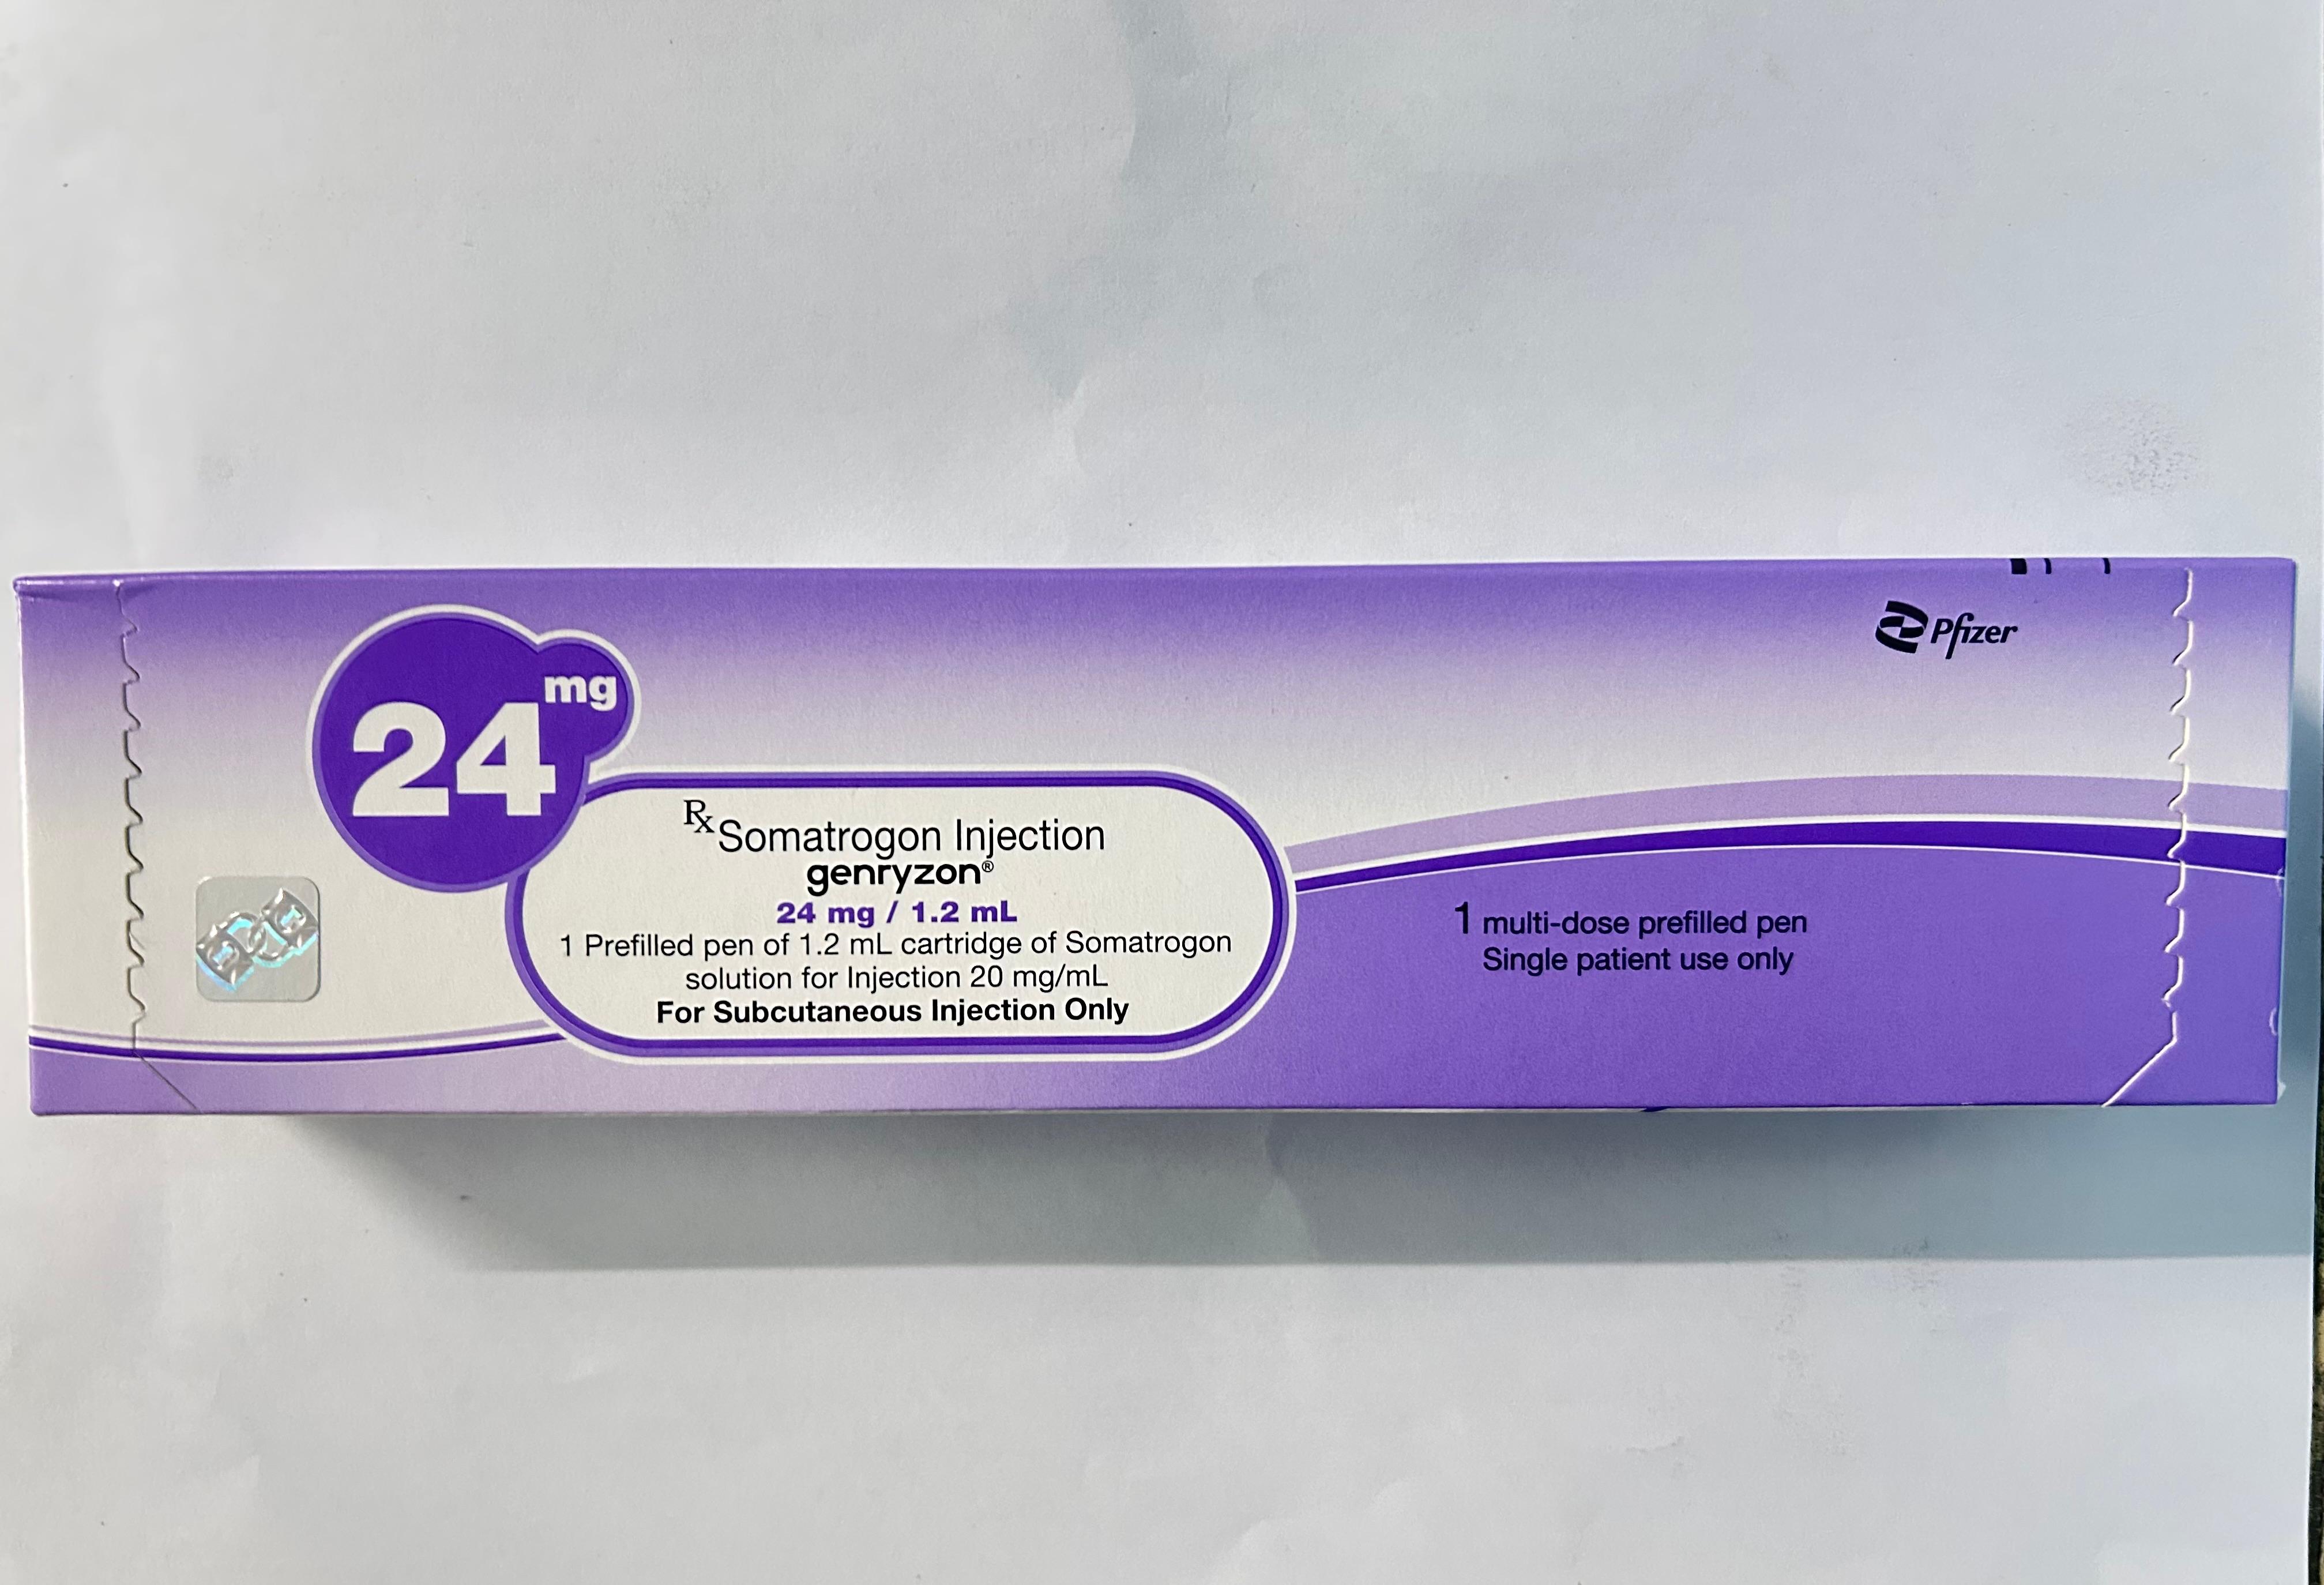 24 mg
Pfizer
Rx Somatrogon Injection
genryzon®
24 mg / 1.2 mL
1 Prefilled pen of 1.2 mL cartridge of Somatrogon
solution for Injection 20 mg/mL
For Subcutaneous Injection Only
1 multi-dose prefilled pen
Single patient use only